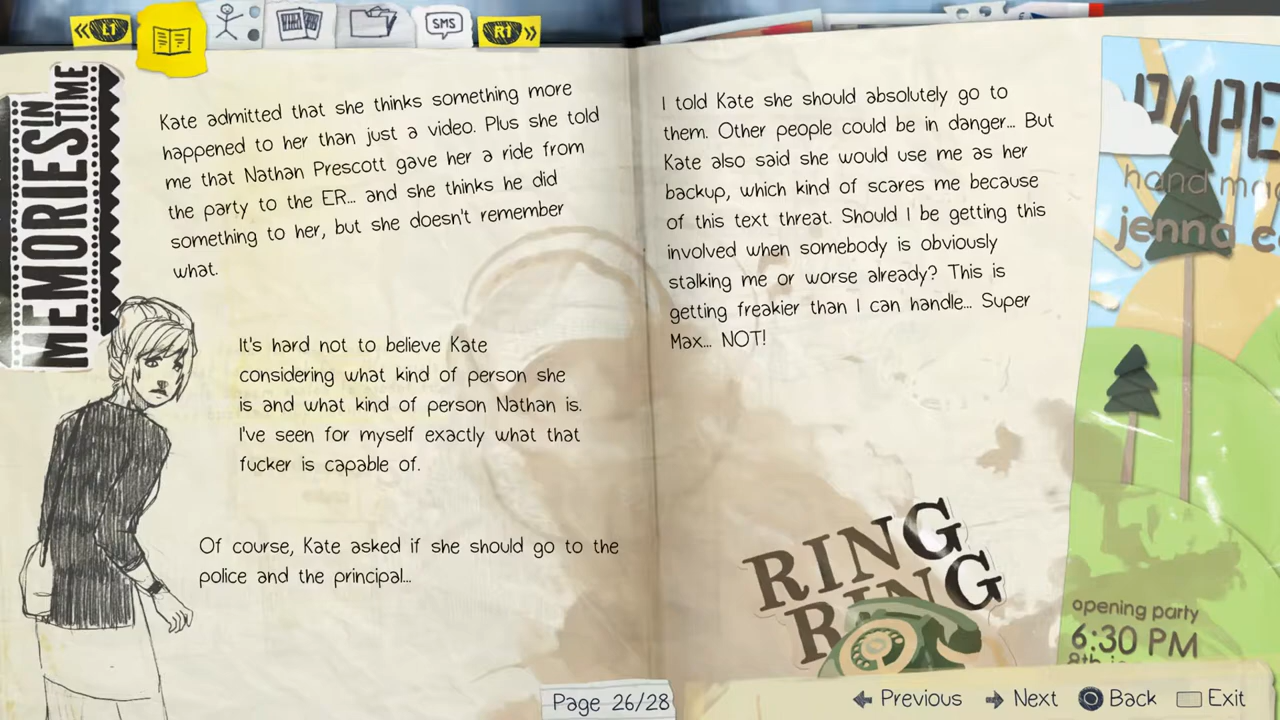 L1
SMS
R1
MEMORIES
IN TIME
Kate admitted that she thinks something more
happened to her than just a video. Plus she told
me that Nathan Prescott gave her a ride from
the party to the ER... and she thinks he did
something to her, but she doesn't remember
what.
It's hard not to believe Kate
considering what kind of person she
is and what kind of person Nathan is.
I've seen for myself exactly what that
fucker is capable of.
Of course, Kate asked if she should go to the
police and the principal...
I told Kate she should absolutely go to
them. Other people could be in danger... But
Kate also said she would use me as her
backup, which kind of scares me because
of this text threat. Should I be getting this
involved when somebody is obviously
stalking me or worse already? This is
getting freakier than I can handle... Super
Max... NOT!
RING
RING
PAPE
hand ma
jenna c
opening party
6:30 PM
8th
Page 26/28
Previous
Next
Back
Exit